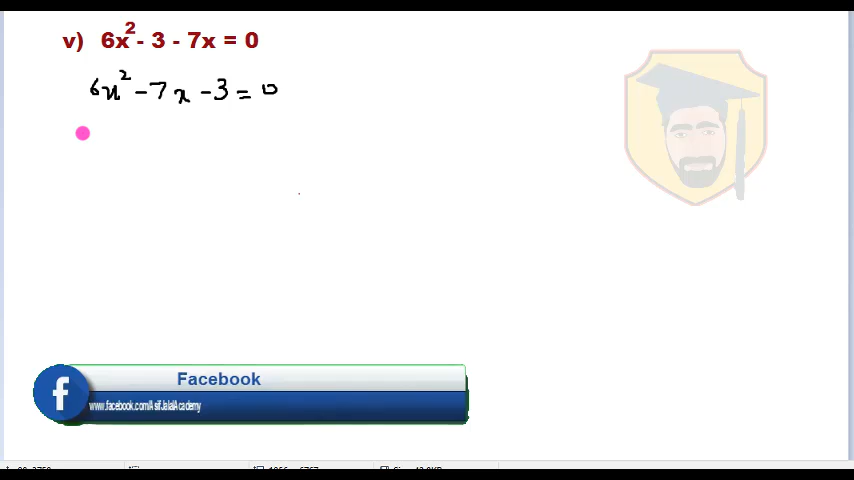 v) 6x² - 3 - 7x = 0
6x² - 7x - 3 = 0
Facebook
www.facebook.com/AsifJalalAcademy